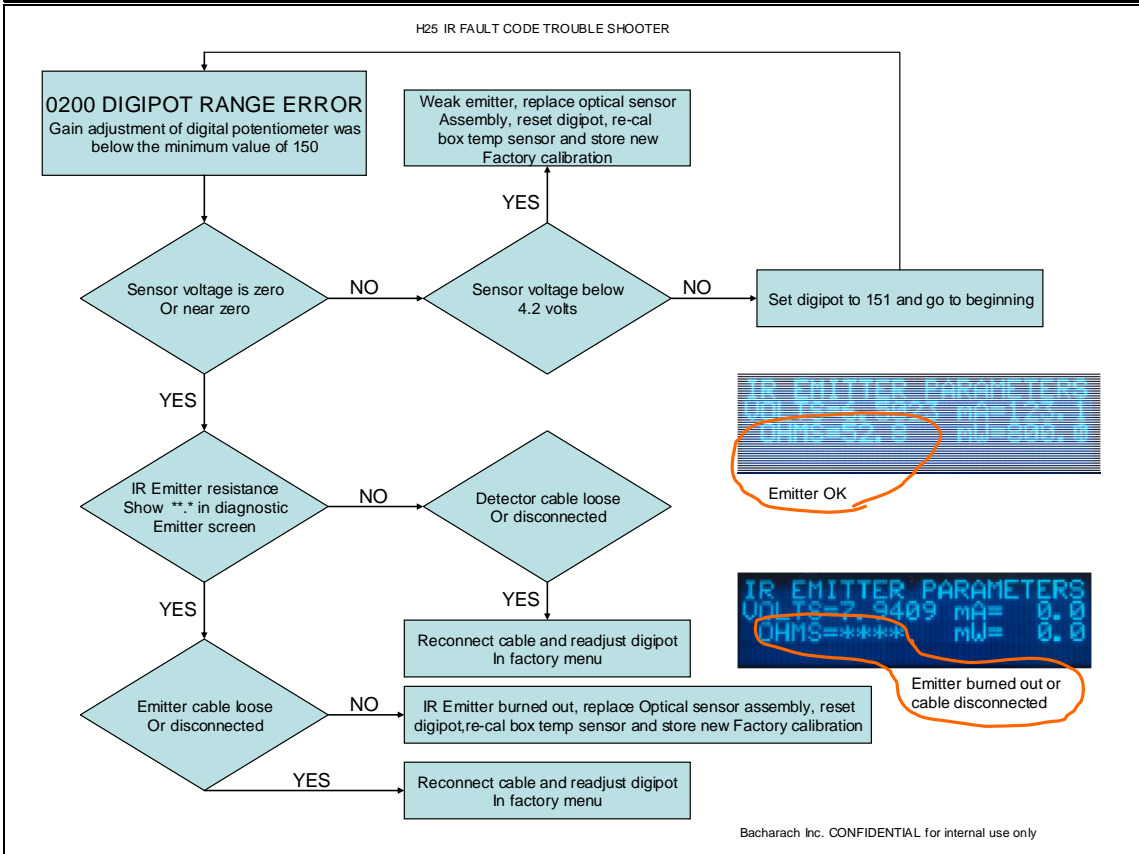 H25 IR FAULT CODE TROUBLE SHOOTER
0200 DIGIPOT RANGE ERROR
Gain adjustment of digital potentiometer was
below the minimum value of 150
Weak emitter, replace optical sensor
Assembly, reset digipot, re-cal
box temp sensor and store new
Factory calibration
YES
Sensor voltage is zero
Or near zero
NO
Sensor voltage below
4.2 volts
NO
Set digipot to 151 and go to beginning
YES
IR EMITTER PARAMETERS
mA=123.1
OHMS=52.8
Emitter OK
IR Emitter resistance
Show **.* in diagnostic
Emitter screen
NO
Detector cable loose
Or disconnected
YES
YES
Reconnect cable and readjust digipot
In factory menu
IR EMITTER PARAMETERS
VOLTS=7.9409 mA= 0.0
OHMS=**** mW= 0.0
Emitter burned out or
cable disconnected
Emitter cable loose
Or disconnected
NO
IR Emitter burned out, replace Optical sensor assembly, reset
digipot,re-cal box temp sensor and store new Factory calibration
YES
Reconnect cable and readjust digipot
In factory menu
Bacharach Inc. CONFIDENTIAL for internal use only